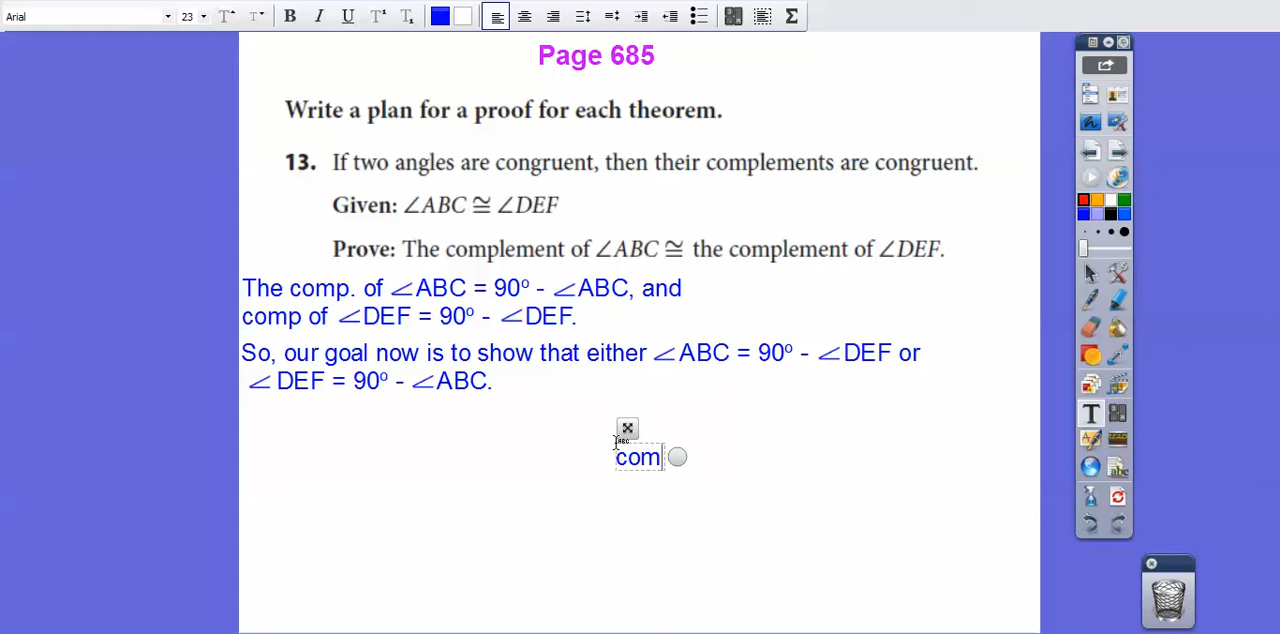 Arial 23 B I U T T
Page 685
Write a plan for a proof for each theorem.
13. If two angles are congruent, then their complements are congruent.
Given: ∠ABC ≅ ∠DEF
Prove: The complement of ∠ABC ≅ the complement of ∠DEF.
The comp. of ∠ABC = 90º - ∠ABC, and
comp of ∠DEF = 90º - ∠DEF.
So, our goal now is to show that either ∠ABC = 90º - ∠DEF or
∠ DEF = 90º - ∠ABC.
com